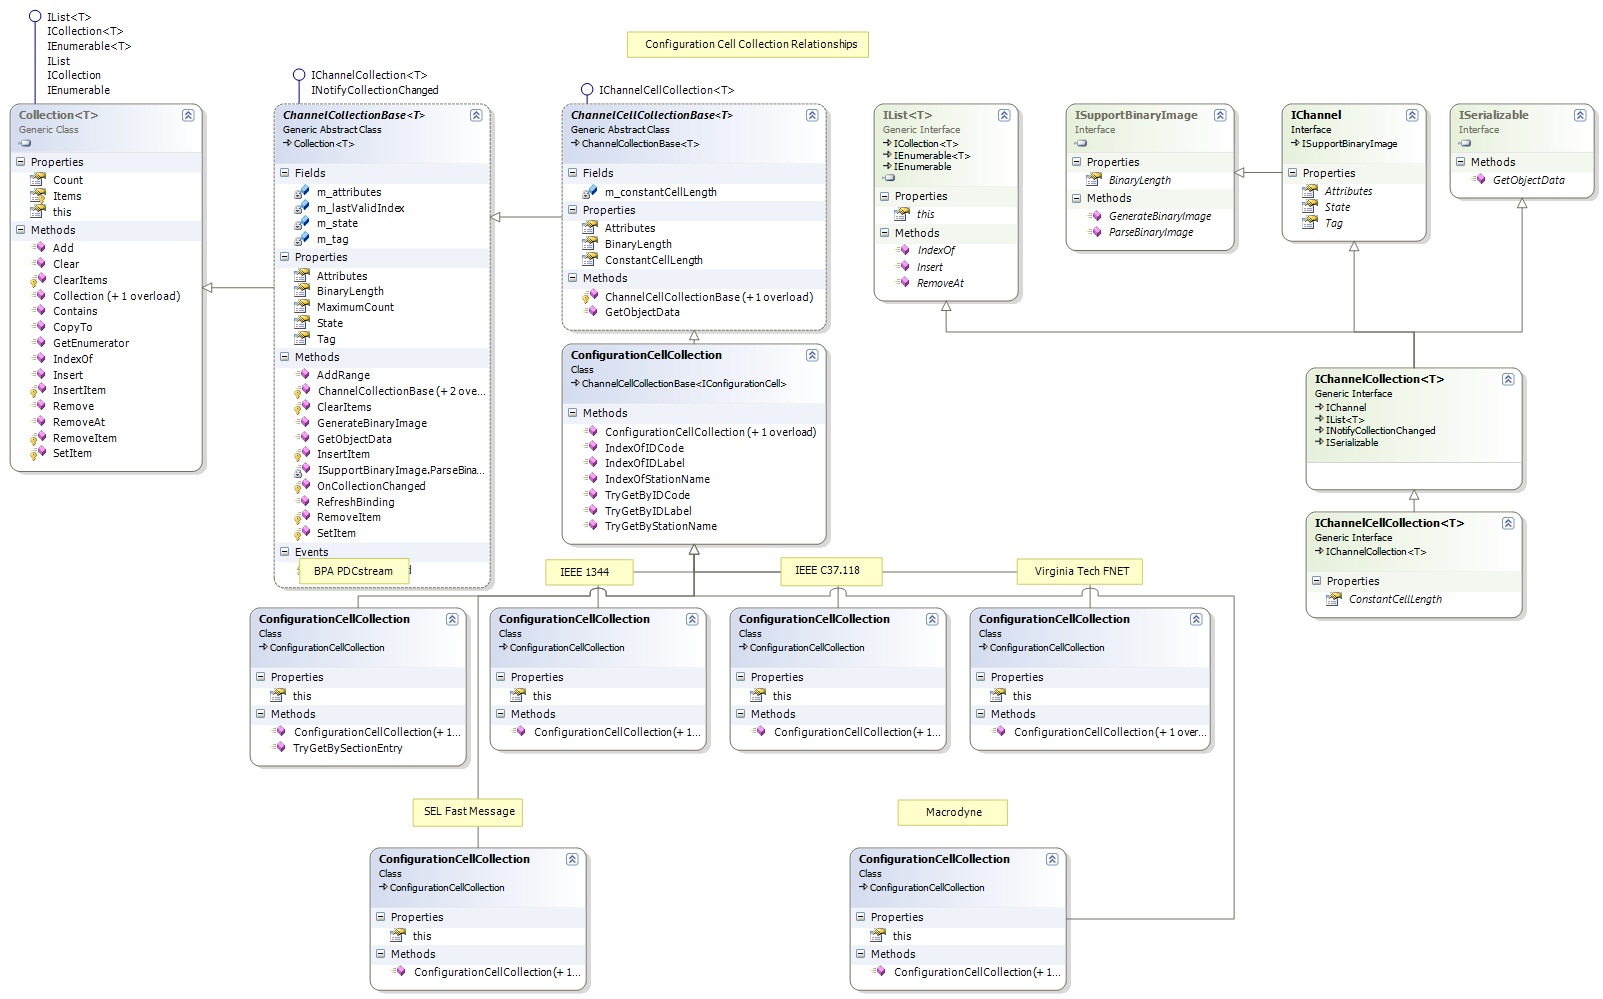 Configuration Cell Collection Relationships
IList<T>
ICollection<T>
IEnumerable<T>
IList
ICollection
IEnumerable
Collection<T>
Generic Class
Properties
Count
Items
this
Methods
Add
Clear
ClearItems
Collection (+ 1 overload)
Contains
CopyTo
GetEnumerator
IndexOf
Insert
InsertItem
Remove
RemoveAt
RemoveItem
SetItem
IChannelCollection<T>
INotifyCollectionChanged
ChannelCollectionBase<T>
Generic Abstract Class
Collection<T>
Fields
m_attributes
m_lastValidIndex
m_state
m_tag
Properties
Attributes
BinaryLength
MaximumCount
State
Tag
Methods
AddRange
ChannelCollectionBase (+ 2 ove...
ClearItems
GenerateBinaryImage
GetObjectData
InsertItem
ISupportBinaryImage.ParseBina...
OnCollectionChanged
RefreshBinding
RemoveItem
SetItem
Events
BPA PDCstream
IChannelCellCollection<T>
ChannelCellCollectionBase<T>
Generic Abstract Class
ChannelCollectionBase<T>
Fields
m_constantCellLength
Properties
Attributes
BinaryLength
ConstantCellLength
Methods
ChannelCellCollectionBase (+ 1 overload)
GetObjectData
ConfigurationCellCollection
Class
ChannelCellCollectionBase<IConfigurationCell>
Methods
ConfigurationCellCollection (+ 1 overload)
IndexOfIDCode
IndexOfIDLabel
IndexOfStationName
TryGetByIDCode
TryGetByIDLabel
TryGetByStationName
IList<T>
Generic Interface
ICollection<T>
IEnumerable<T>
IEnumerable
Properties
this
Methods
IndexOf
Insert
RemoveAt
ISupportBinaryImage
Interface
Properties
BinaryLength
Methods
GenerateBinaryImage
ParseBinaryImage
IChannel
Interface
ISupportBinaryImage
Properties
Attributes
State
Tag
ISerializable
Interface
Methods
GetObjectData
IChannelCollection<T>
Generic Interface
IChannel
IList<T>
INotifyCollectionChanged
ISerializable
IChannelCellCollection<T>
Generic Interface
IChannelCollection<T>
Properties
ConstantCellLength
IEEE 1344
IEEE C37.118
Virginia Tech FNET
ConfigurationCellCollection
Class
ConfigurationCellCollection
Properties
this
Methods
ConfigurationCellCollection (+ 1...
TryGetBySectionEntry
ConfigurationCellCollection
Class
ConfigurationCellCollection
Properties
this
Methods
ConfigurationCellCollection (+ 1...
ConfigurationCellCollection
Class
ConfigurationCellCollection
Properties
this
Methods
ConfigurationCellCollection (+ 1...
ConfigurationCellCollection
Class
ConfigurationCellCollection
Properties
this
Methods
ConfigurationCellCollection (+ 1 over...
SEL Fast Message
ConfigurationCellCollection
Class
ConfigurationCellCollection
Properties
this
Methods
ConfigurationCellCollection (+ 1...
Macrodyne
ConfigurationCellCollection
Class
ConfigurationCellCollection
Properties
this
Methods
ConfigurationCellCollection (+ 1...